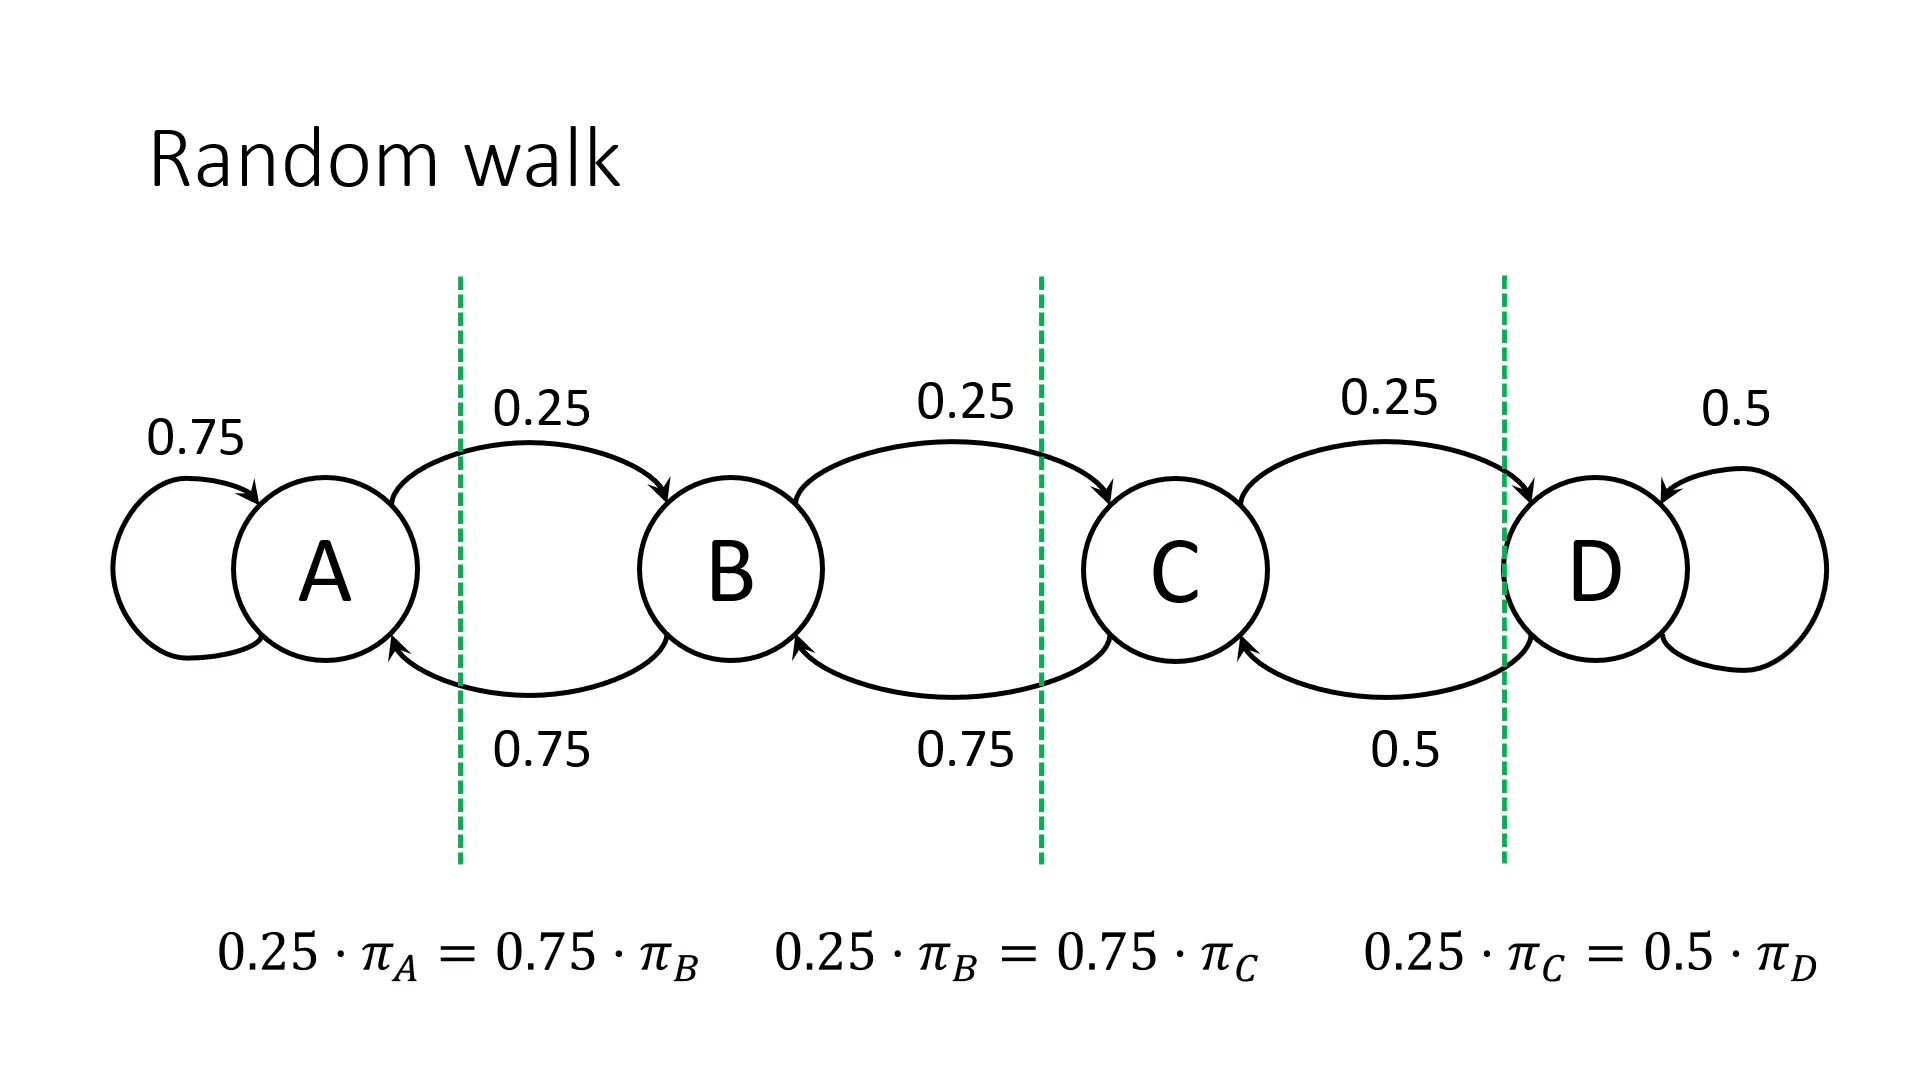 Random walk
0.75 0.25 0.25 0.25 0.5
A B C D
0.75 0.75 0.5
0.25 · π_A = 0.75 · π_B 0.25 · π_B = 0.75 · π_C 0.25 · π_C = 0.5 · π_D